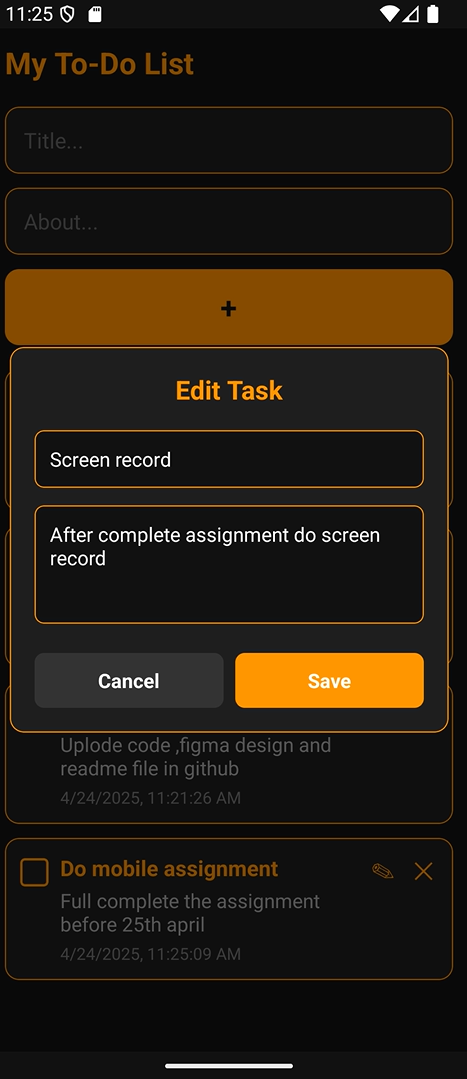 11:25
My To-Do List
Title...
About...
+
Edit Task
Screen record
After complete assignment do screen
record
Cancel
Save
Uplode code ,figma design and
readme file in github
4/24/2025, 11:21:26 AM
Do mobile assignment
Full complete the assignment
before 25th april
4/24/2025, 11:25:09 AM